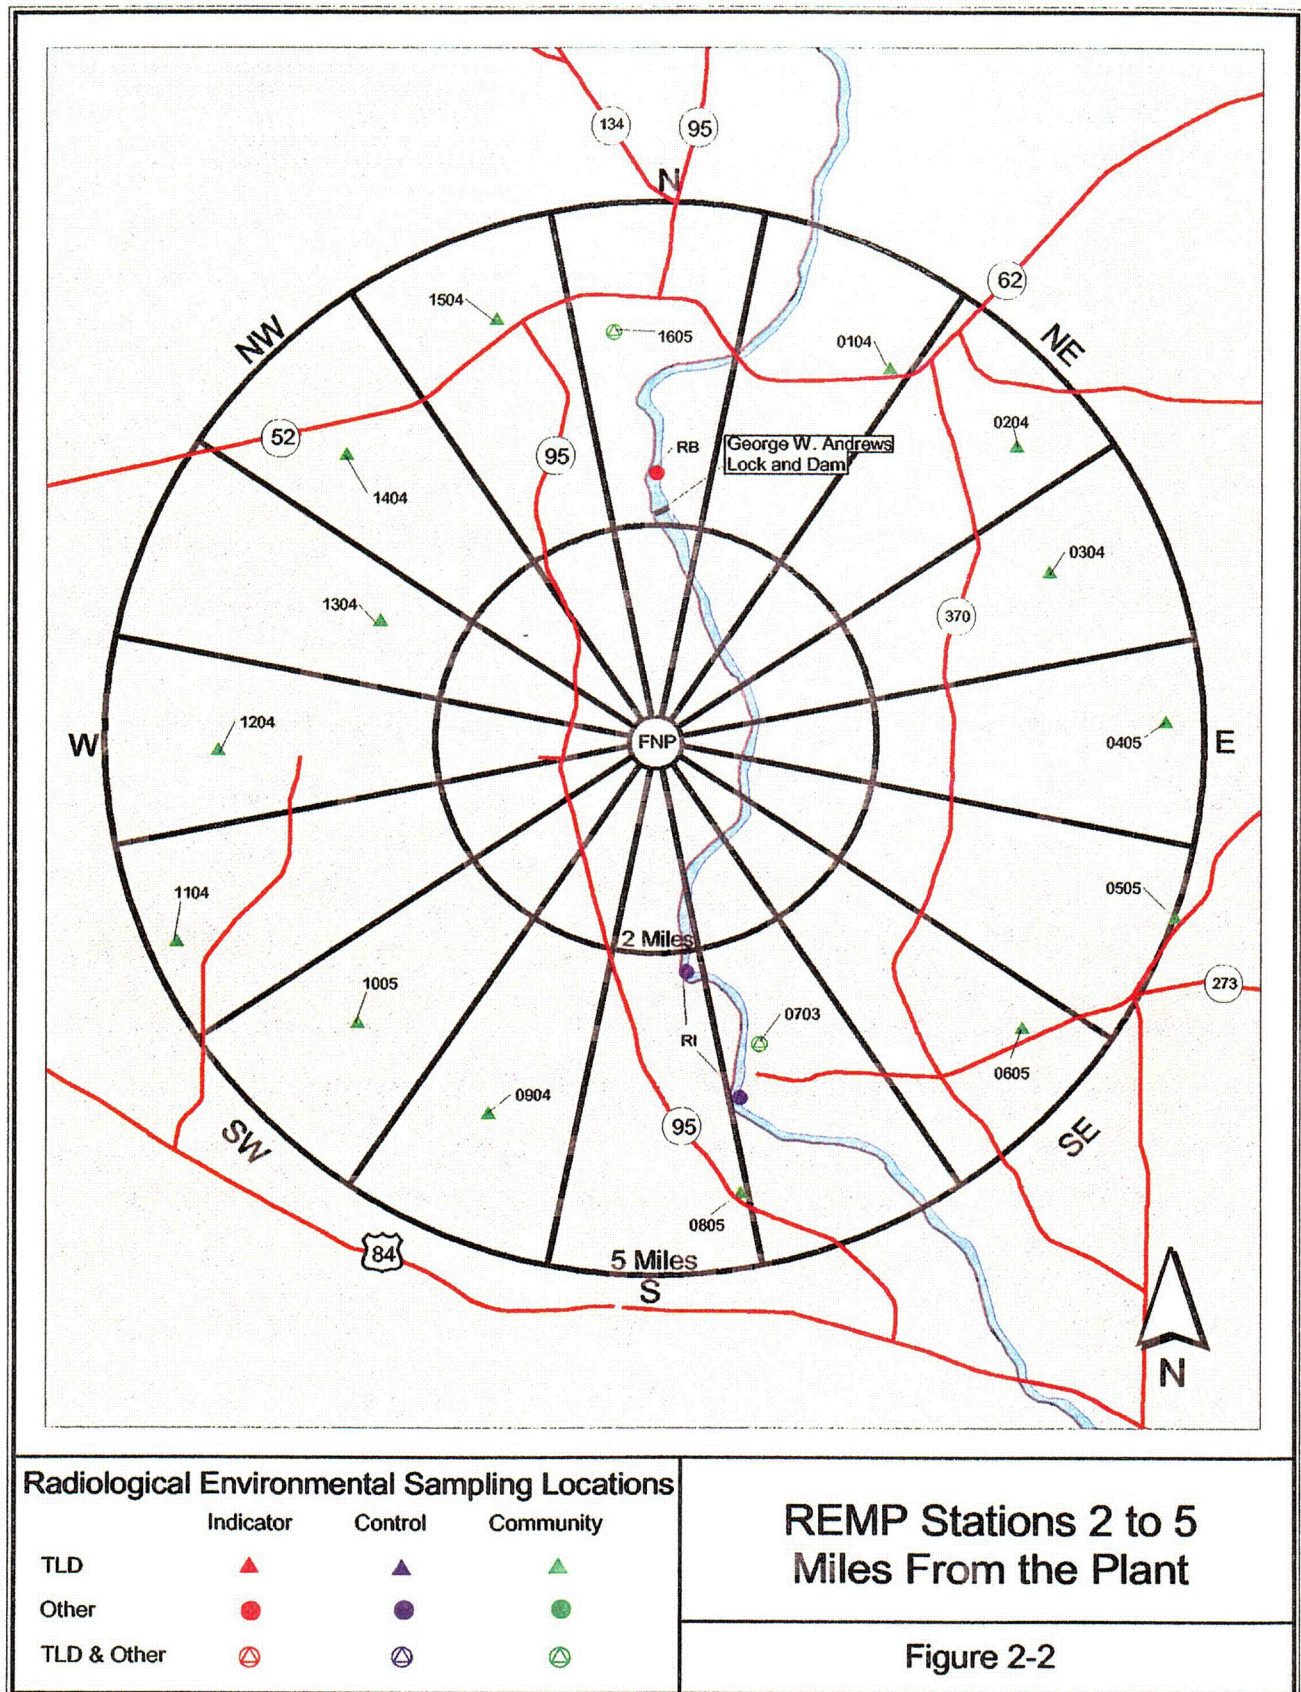 134
95
N
62
NW
1504
1605
0104
NE
52
95
RB
George W. Andrews
Lock and Dam
0204
1404
0304
1304
370
W
1204
FNP
0405
E
1104
0505
2 Miles
1005
RI
0703
273
0605
0904
SW
95
SE
0805
84
5 Miles
S
N
Radiological Environmental Sampling Locations
Indicator Control Community
TLD
Other
TLD & Other
REMP Stations 2 to 5
Miles From the Plant
Figure 2-2